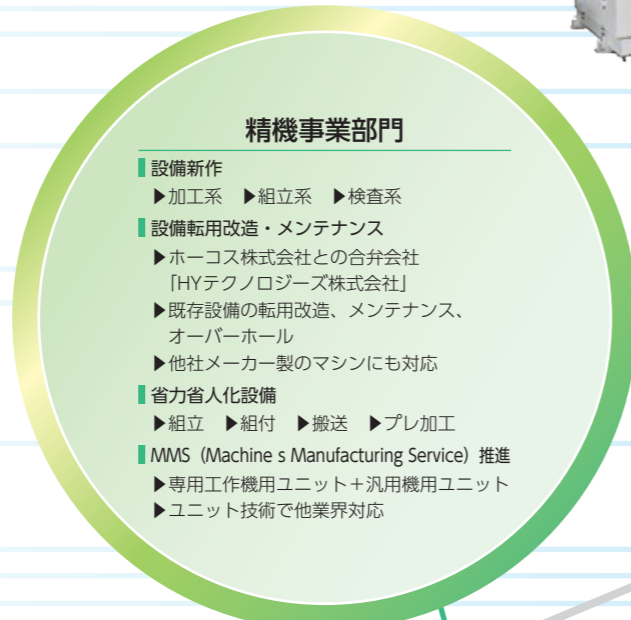 精機事業部門
設備新作
▶加工系 ▶組立系 ▶検査系
設備転用改造・メンテナンス
▶ホーコス株式会社との合弁会社
「HYテクノロジーズ株式会社」
▶既存設備の転用改造、メンテナンス、
オーバーホール
▶他社メーカー製のマシンにも対応
省力省人化設備
▶組立 ▶組付 ▶搬送 ▶プレ加工
MMS（Machine s Manufacturing Service）推進
▶専用工作機用ユニット＋汎用機用ユニット
▶ユニット技術で他業界対応